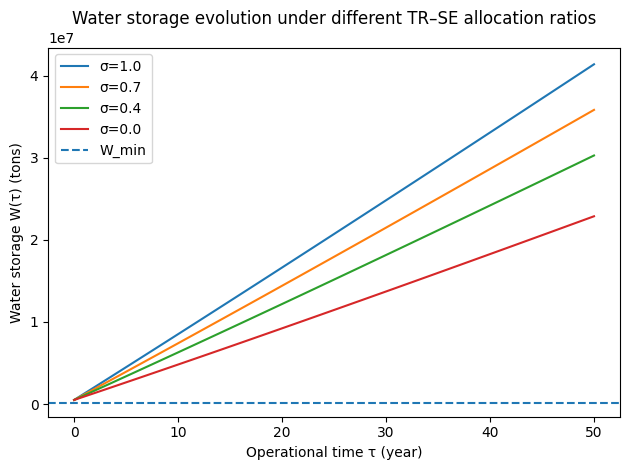 Water storage evolution under different TR–SE allocation ratios
1e7
σ=1.0
σ=0.7
σ=0.4
σ=0.0
W_min
4
3
2
1
0
Water storage W(τ) (tons)
0 10 20 30 40 50
Operational time τ (year)